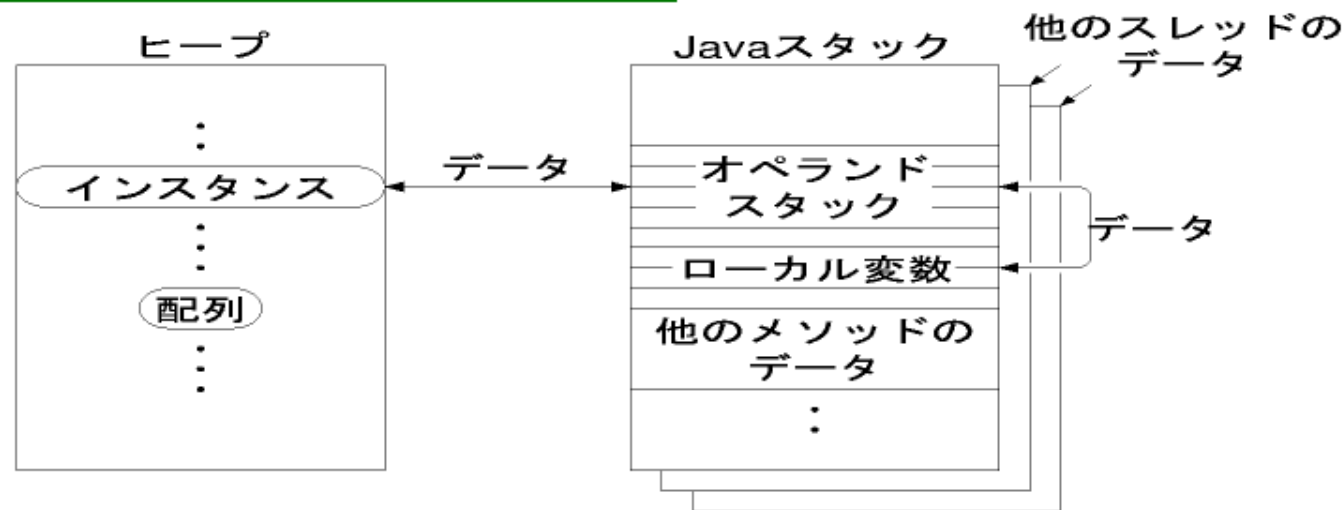 ヒープ
インスタンス
配列
データ
Javaスタック
オペランド
スタック
ローカル変数
他のメソッドの
データ
データ
他のスレッドの
データ